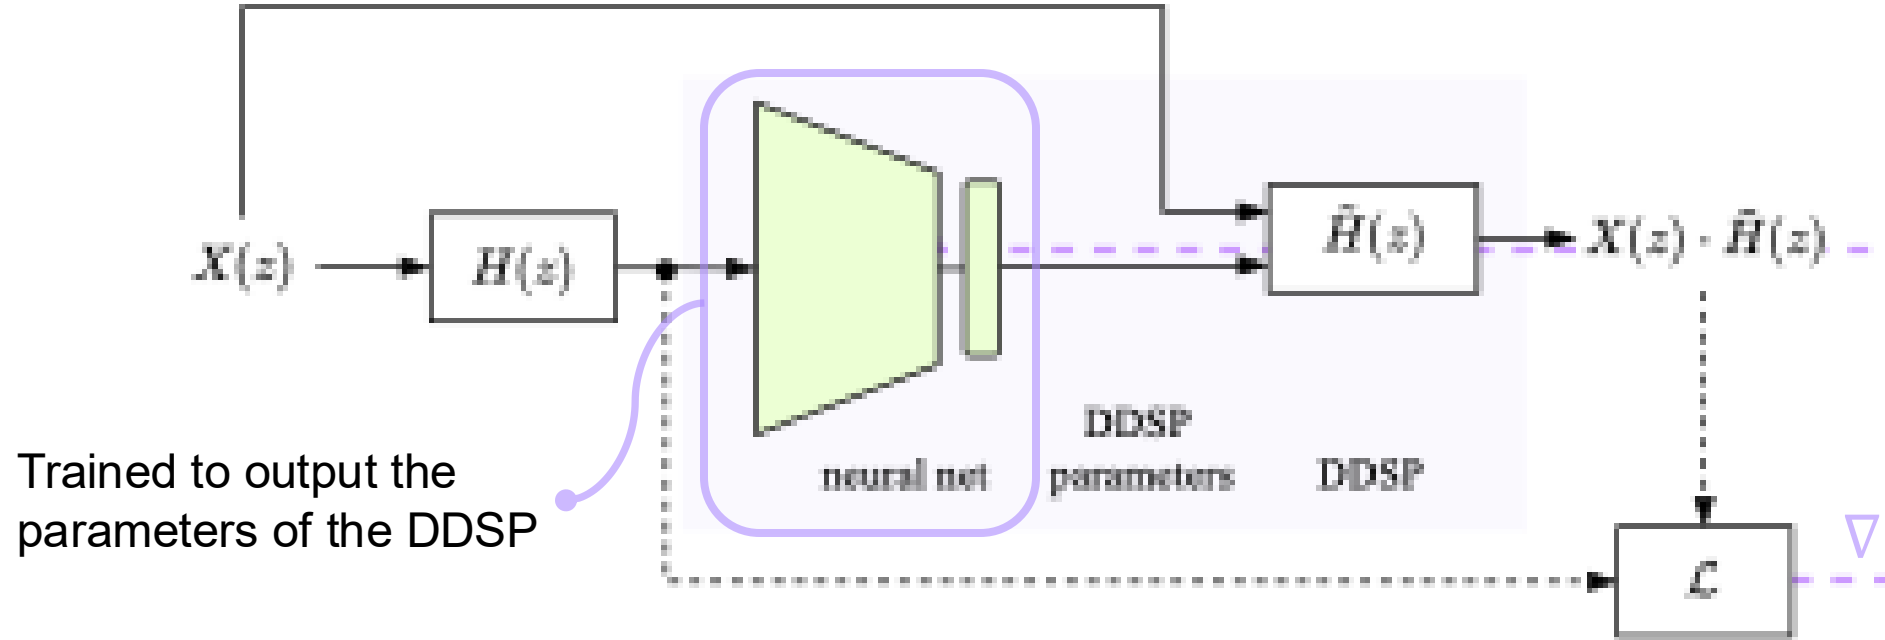 X(z)
H(z)
H̃(z)
X(z) · H̃(z)
DDSP
parameters
neural net
DDSP
Trained to output the
parameters of the DDSP
∇
ℒ